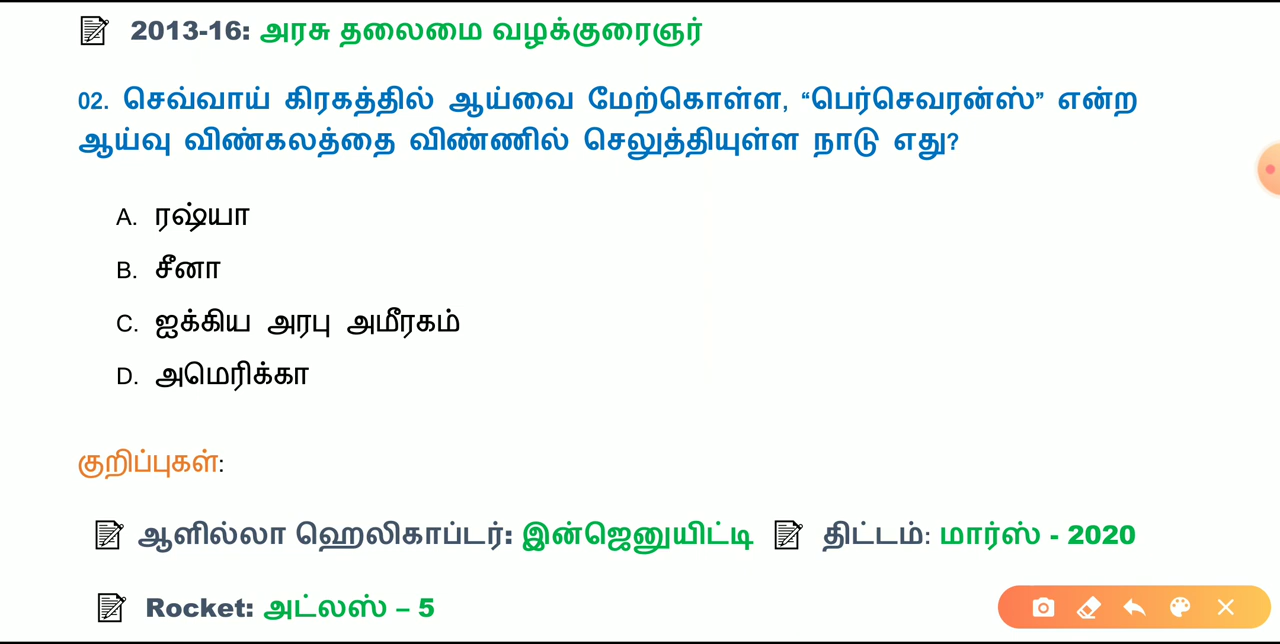 2013-16: அரசு தலைமை வழக்குரைஞர்
02. செவ்வாய் கிரகத்தில் ஆய்வை மேற்கொள்ள, “பெர்செவரன்ஸ்” என்ற
ஆய்வு விண்கலத்தை விண்ணில் செலுத்தியுள்ள நாடு எது?
A. ரஷ்யா
B. சீனா
C. ஐக்கிய அரபு அமீரகம்
D. அமெரிக்கா
குறிப்புகள்:
ஆளில்லா ஹெலிகாப்டர்: இன்ஜெனுயிட்டி திட்டம்: மார்ஸ் - 2020
Rocket: அட்லஸ் – 5